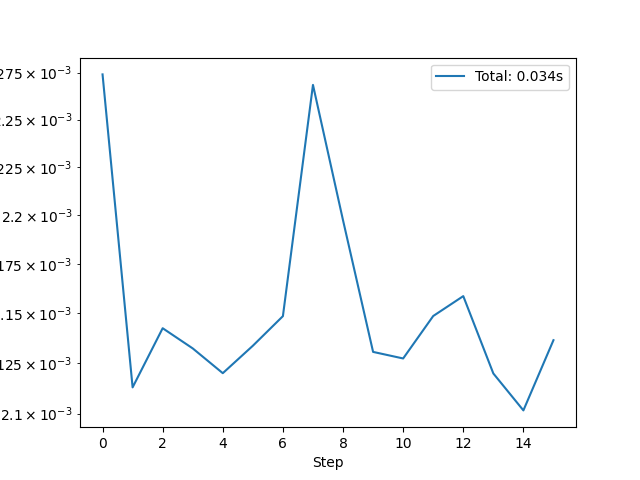 Total: 0.034s
275 × 10⁻³
.25 × 10⁻³
225 × 10⁻³
2.2 × 10⁻³
175 × 10⁻³
.15 × 10⁻³
125 × 10⁻³
2.1 × 10⁻³
0 2 4 6 8 10 12 14
Step